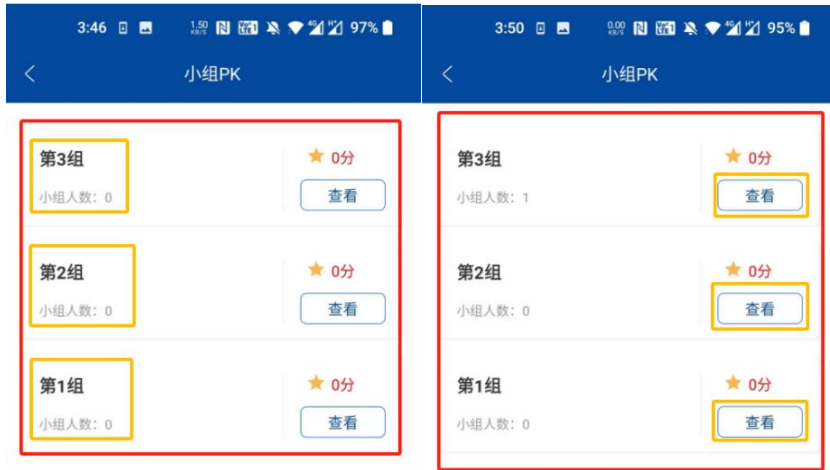 3:46 1.50 KB/S 4G 97%
小组PK
第3组
0分
小组人数：0
查看
第2组
0分
小组人数：0
查看
第1组
0分
小组人数：0
查看
3:50 0.00 KB/S 4G 95%
小组PK
第3组
0分
小组人数：1
查看
第2组
0分
小组人数：0
查看
第1组
0分
小组人数：0
查看